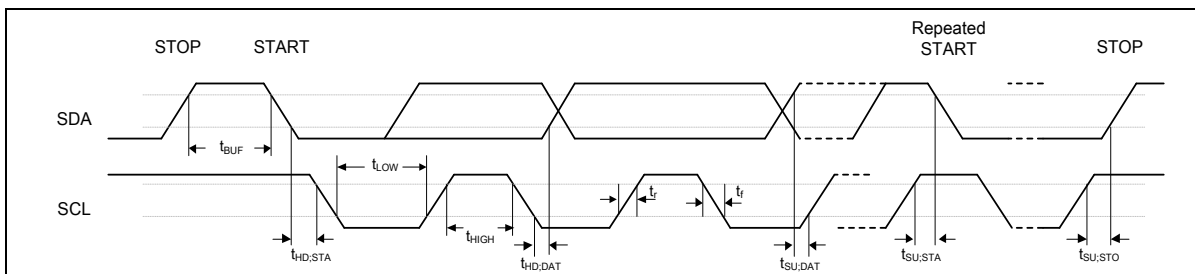 Repeated
STOP START START STOP
SDA
tBUF
tLOW
SCL
tr tf
tHIGH
tHD;STA tHD;DAT tSU;DAT tSU;STA tSU;STO